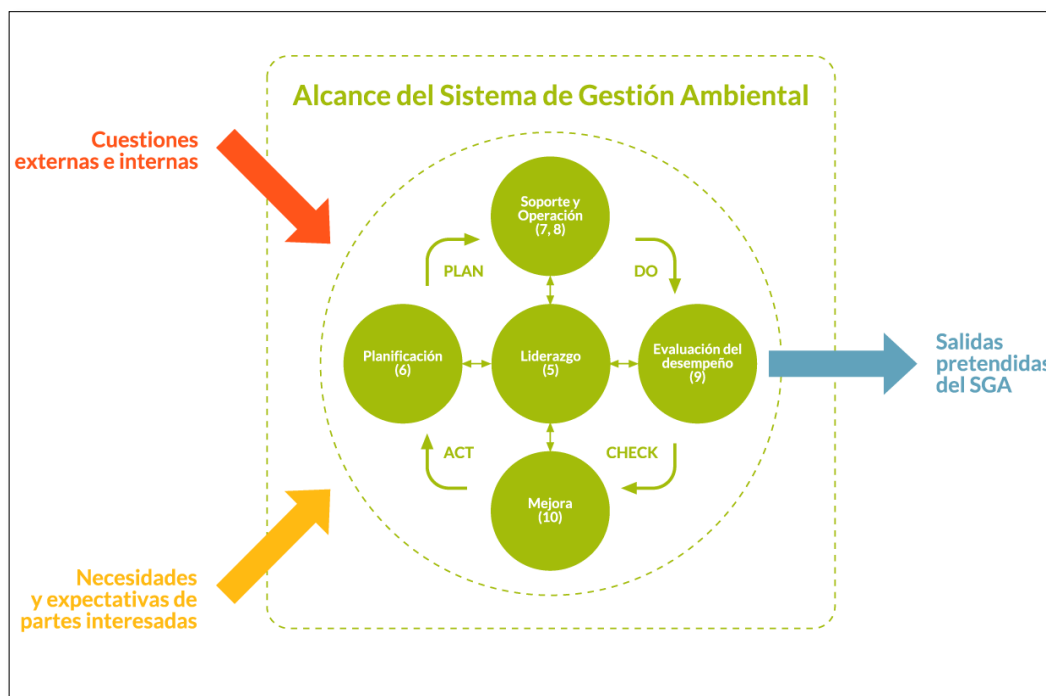 Alcance del Sistema de Gestión Ambiental
Cuestiones
externas e internas
Soporte y
Operación
(7, 8)
PLAN
DO
Planificación
(6)
Liderazgo
(5)
Evaluación del
desempeño
(9)
Salidas
pretendidas
del SGA
ACT
CHECK
Mejora
(10)
Necesidades
y expectativas de
partes interesadas